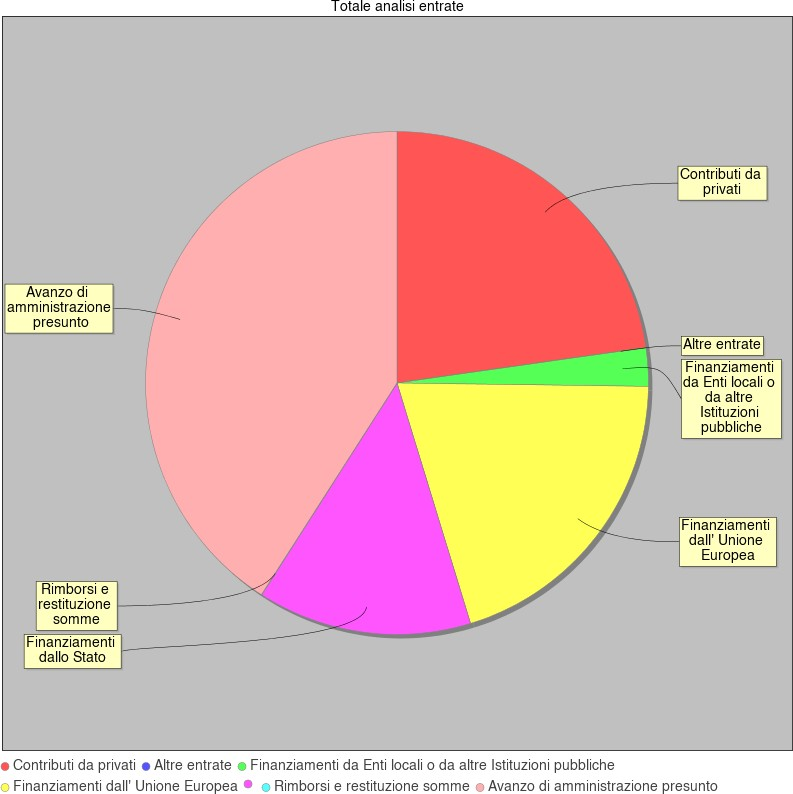 Totale analisi entrate
Contributi da
privati
Altre entrate
Finanziamenti
da Enti locali o
da altre
Istituzioni
pubbliche
Finanziamenti
dall' Unione
Europea
Avanzo di
amministrazione
presunto
Rimborsi e
restituzione
somme
Finanziamenti
dallo Stato
Contributi da privati Altre entrate Finanziamenti da Enti locali o da altre Istituzioni pubbliche
Finanziamenti dall' Unione Europea Rimborsi e restituzione somme Avanzo di amministrazione presunto